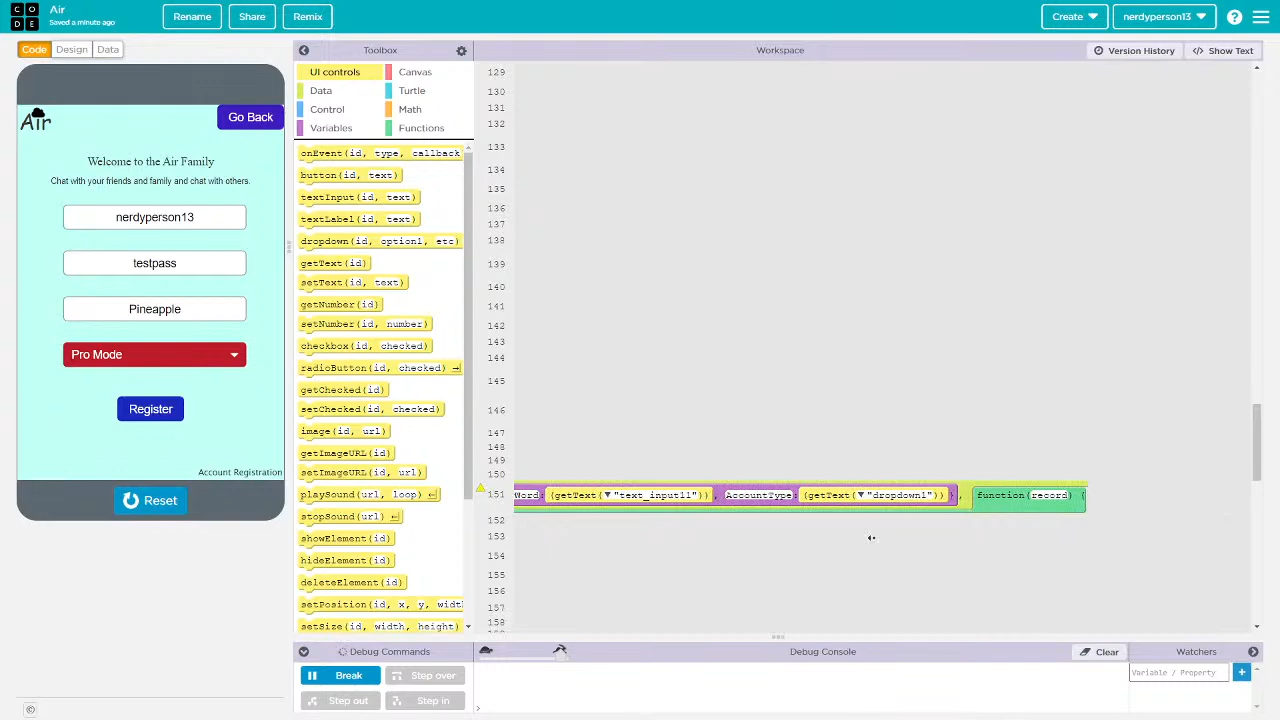 CODE
Air
Saved a minute ago
Rename
Share
Remix
Create
nerdyperson13
?
Code
Design
Data
Toolbox
Workspace
Version History
</> Show Text
Air
Go Back
Welcome to the Air Family
Chat with your friends and family and chat with others.
nerdyperson13
testpass
Pineapple
Pro Mode
Register
Account Registration
Reset
UI controls
Canvas
Data
Turtle
Control
Math
Variables
Functions
onEvent(id, type, callback
button(id, text)
textInput(id, text)
textLabel(id, text)
dropdown(id, option1, etc)
getText(id)
setText(id, text)
getNumber(id)
setNumber(id, number)
checkbox(id, checked)
radioButton(id, checked)
getChecked(id)
setChecked(id, checked)
image(id, url)
getImageURL(id)
setImageURL(id, url)
playSound(url, loop)
stopSound(url)
showElement(id)
hideElement(id)
deleteElement(id)
setPosition(id, x, y, widt
setSize(id, width, height)
129
130
131
132
133
134
135
136
137
138
139
140
141
142
143
144
145
146
147
148
149
150
151 Word: (getText(▼"text_input11")), AccountType: (getText(▼"dropdown1"))}, function(record) {
152
153
154
155
156
157
158
Debug Commands
Debug Console
Clear
Watchers
Break
Step over
Step out
Step in
Variable / Property
+
>